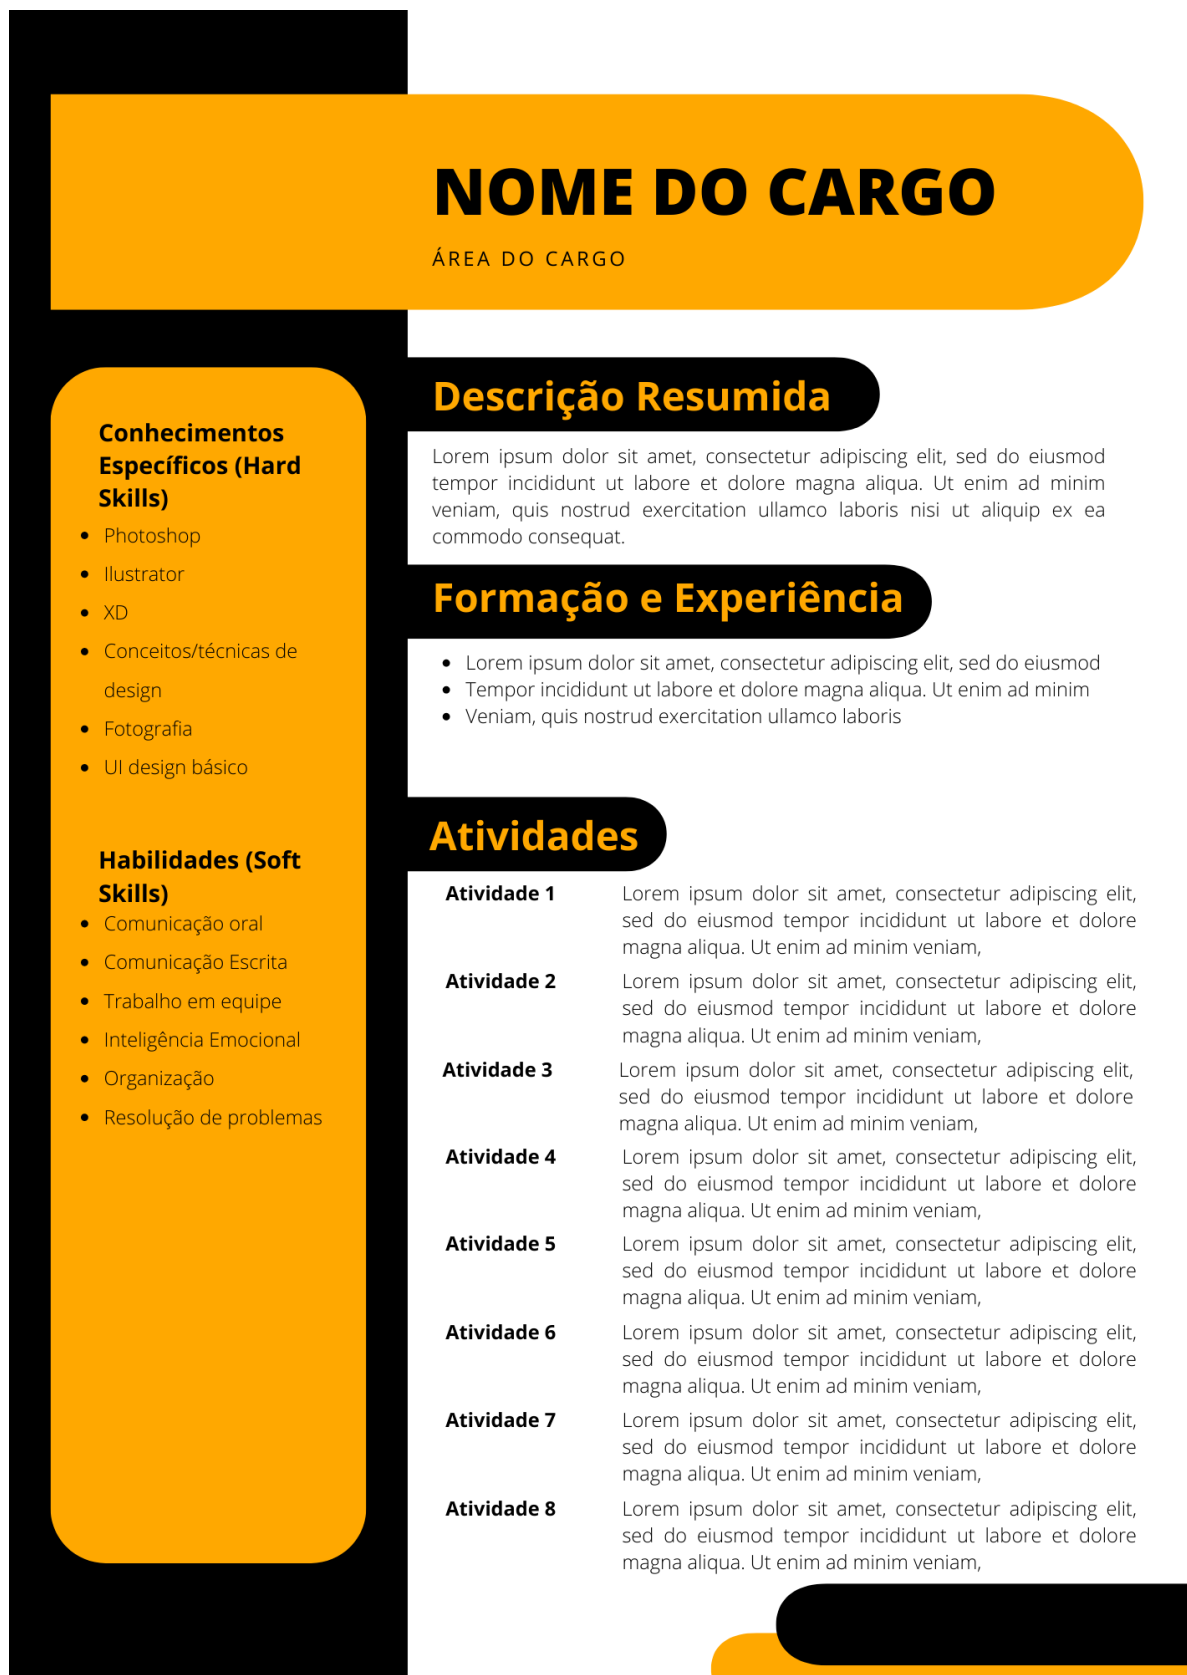 NOME DO CARGO
ÁREA DO CARGO
Conhecimentos
Específicos (Hard
Skills)
• Photoshop
• Ilustrator
• XD
• Conceitos/técnicas de
design
• Fotografia
• UI design básico
Habilidades (Soft
Skills)
• Comunicação oral
• Comunicação Escrita
• Trabalho em equipe
• Inteligência Emocional
• Organização
• Resolução de problemas
Descrição Resumida
Lorem ipsum dolor sit amet, consectetur adipiscing elit, sed do eiusmod
tempor incididunt ut labore et dolore magna aliqua. Ut enim ad minim
veniam, quis nostrud exercitation ullamco laboris nisi ut aliquip ex ea
commodo consequat.
Formação e Experiência
• Lorem ipsum dolor sit amet, consectetur adipiscing elit, sed do eiusmod
• Tempor incididunt ut labore et dolore magna aliqua. Ut enim ad minim
• Veniam, quis nostrud exercitation ullamco laboris
Atividades
Atividade 1 Lorem ipsum dolor sit amet, consectetur adipiscing elit,
sed do eiusmod tempor incididunt ut labore et dolore
magna aliqua. Ut enim ad minim veniam,
Atividade 2 Lorem ipsum dolor sit amet, consectetur adipiscing elit,
sed do eiusmod tempor incididunt ut labore et dolore
magna aliqua. Ut enim ad minim veniam,
Atividade 3 Lorem ipsum dolor sit amet, consectetur adipiscing elit,
sed do eiusmod tempor incididunt ut labore et dolore
magna aliqua. Ut enim ad minim veniam,
Atividade 4 Lorem ipsum dolor sit amet, consectetur adipiscing elit,
sed do eiusmod tempor incididunt ut labore et dolore
magna aliqua. Ut enim ad minim veniam,
Atividade 5 Lorem ipsum dolor sit amet, consectetur adipiscing elit,
sed do eiusmod tempor incididunt ut labore et dolore
magna aliqua. Ut enim ad minim veniam,
Atividade 6 Lorem ipsum dolor sit amet, consectetur adipiscing elit,
sed do eiusmod tempor incididunt ut labore et dolore
magna aliqua. Ut enim ad minim veniam,
Atividade 7 Lorem ipsum dolor sit amet, consectetur adipiscing elit,
sed do eiusmod tempor incididunt ut labore et dolore
magna aliqua. Ut enim ad minim veniam,
Atividade 8 Lorem ipsum dolor sit amet, consectetur adipiscing elit,
sed do eiusmod tempor incididunt ut labore et dolore
magna aliqua. Ut enim ad minim veniam,